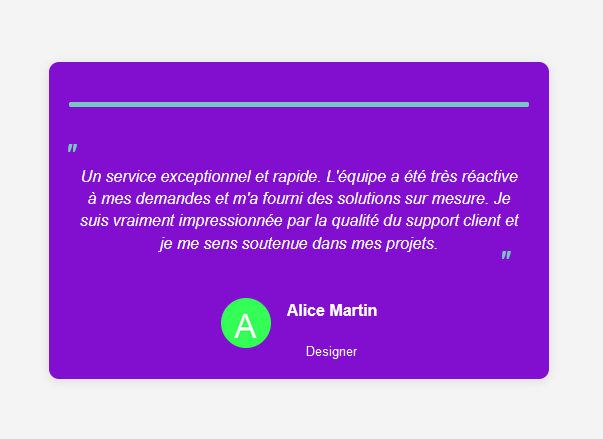 "
Un service exceptionnel et rapide. L'équipe a été très réactive
à mes demandes et m'a fourni des solutions sur mesure. Je
suis vraiment impressionnée par la qualité du support client et
je me sens soutenue dans mes projets.
"
A
Alice Martin
Designer